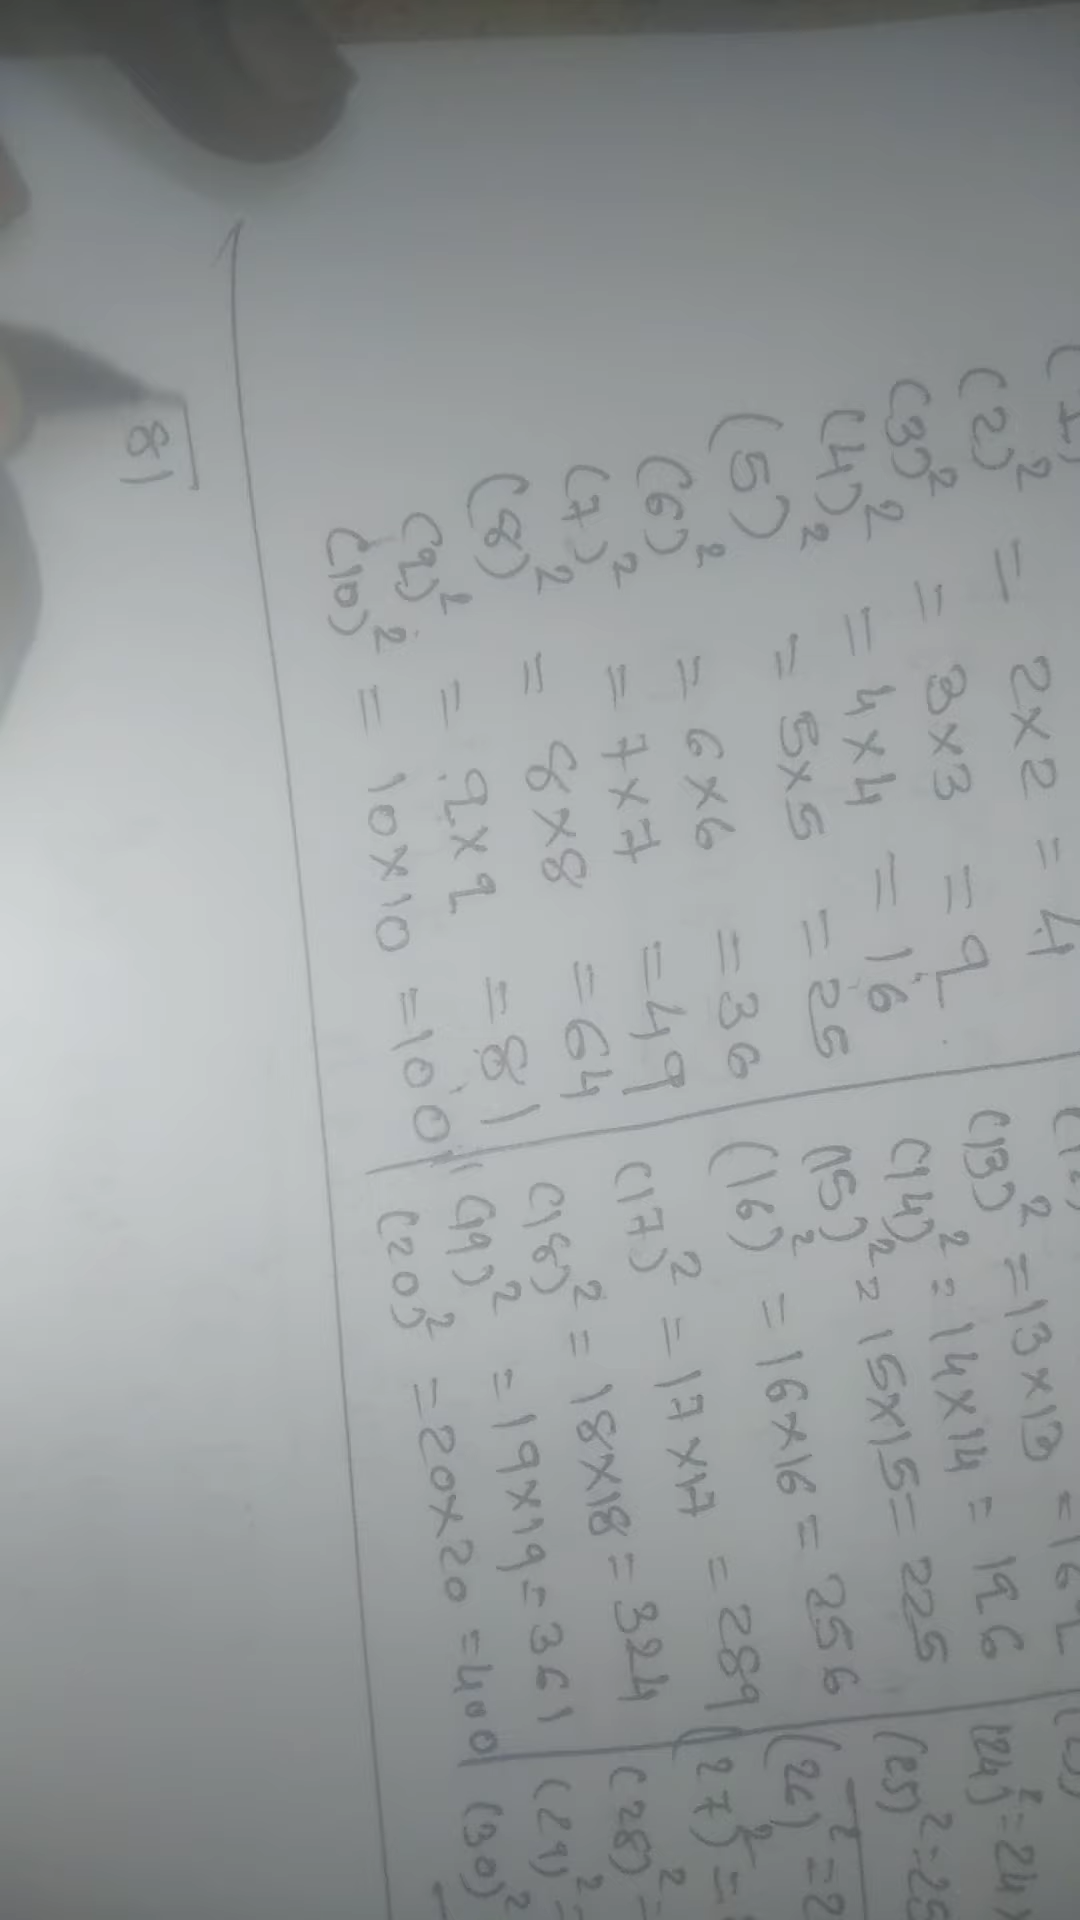 (2)² = 2×2 = 4
(3)² = 3×3 = 9
(4)² = 4×4 = 16
(5)² = 5×5 = 25
(6)² = 6×6 = 36
(7)² = 7×7 = 49
(8)² = 8×8 = 64
(9)² = 9×9 = 81
(10)² = 10×10 = 100
(13)² = 13×13 = 169
(14)² = 14×14 = 196
(15)² = 15×15 = 225
(16)² = 16×16 = 256
(17)² = 17×17 = 289
(18)² = 18×18 = 324
(19)² = 19×19 = 361
(20)² = 20×20 = 400
(24)² = 24×
(25)² = 25
(26)² = 2
(27)² =
(28)² =
(29)² =
(30)²
√81